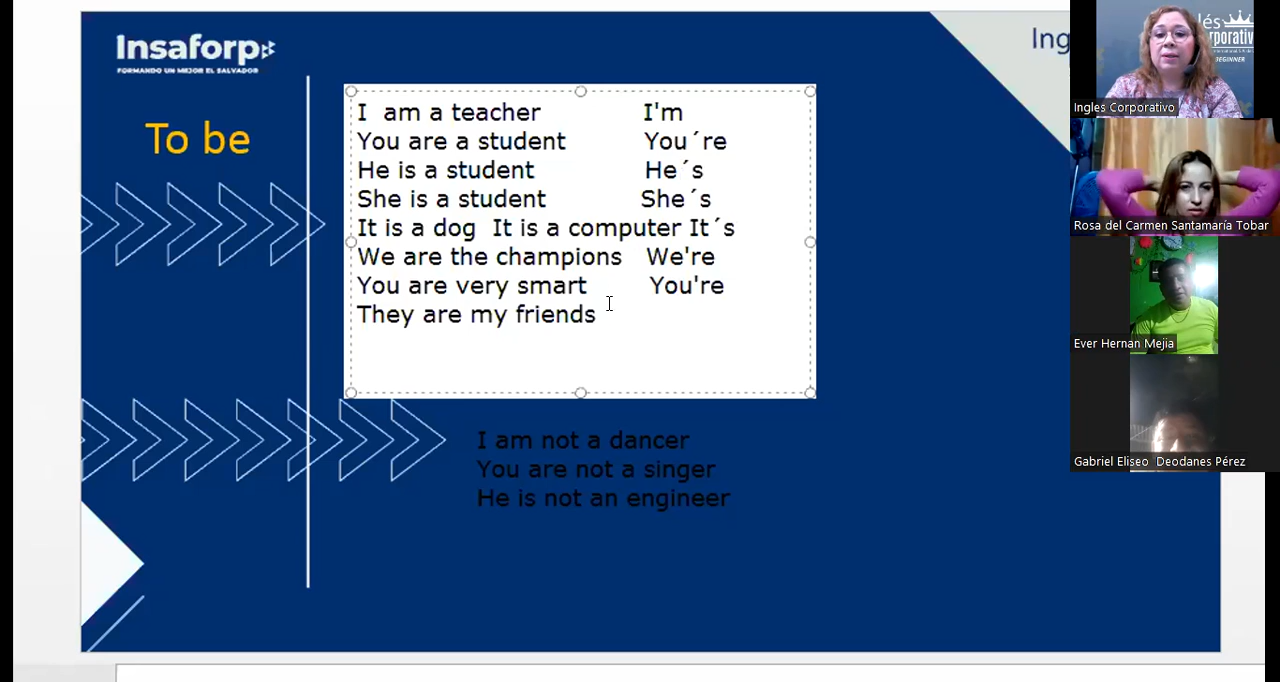 Insaforp
FORMANDO UN MEJOR EL SALVADOR
To be
I am a teacher I'm
You are a student You´re
He is a student He´s
She is a student She´s
It is a dog It is a computer It´s
We are the champions We're
You are very smart You're
They are my friends
I am not a dancer
You are not a singer
He is not an engineer
Ing
BEGINNER
Ingles Corporativo
Rosa del Carmen Santamaría Tobar
Ever Hernan Mejia
Gabriel Eliseo Deodanes Pérez